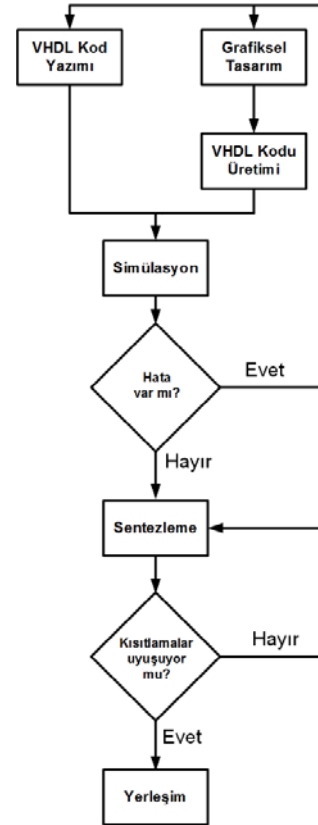 VHDL Kod
Yazımı
Grafiksel
Tasarım
VHDL Kodu
Üretimi
Simülasyon
Hata
var mı?
Evet
Hayır
Sentezleme
Kısıtlamalar
uyuşuyor
mu?
Hayır
Evet
Yerleşim